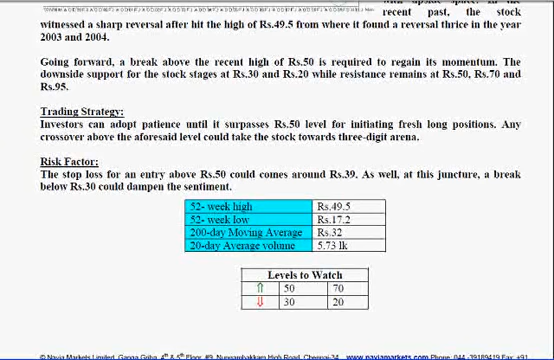 recent past, the stock
witnessed a sharp reversal after hit the high of Rs.49.5 from where it found a reversal thrice in the year
2003 and 2004.
Going forward, a break above the recent high of Rs.50 is required to regain its momentum. The
downside support for the stock stages at Rs.30 and Rs.20 while resistance remains at Rs.50, Rs.70 and
Rs.95.
Trading Strategy:
Investors can adopt patience until it surpasses Rs.50 level for initiating fresh long positions. Any
crossover above the aforesaid level could take the stock towards three-digit arena.
Risk Factor:
The stop loss for an entry above Rs.50 could comes around Rs.39. As well, at this juncture, a break
below Rs.30 could dampen the sentiment.
52- week high Rs.49.5
52- week low Rs.17.2
200-day Moving Average Rs.32
20-day Average volume 5.73 lk
Levels to Watch
⇑ 50 70
⇓ 30 20
© Navia Markets Limited, Ganga Griha, 4th & 5th Floor, #9, Nungambakkam High Road, Chennai-34 www.naviamarkets.com Phone: 044 -39189419 Fax: +91